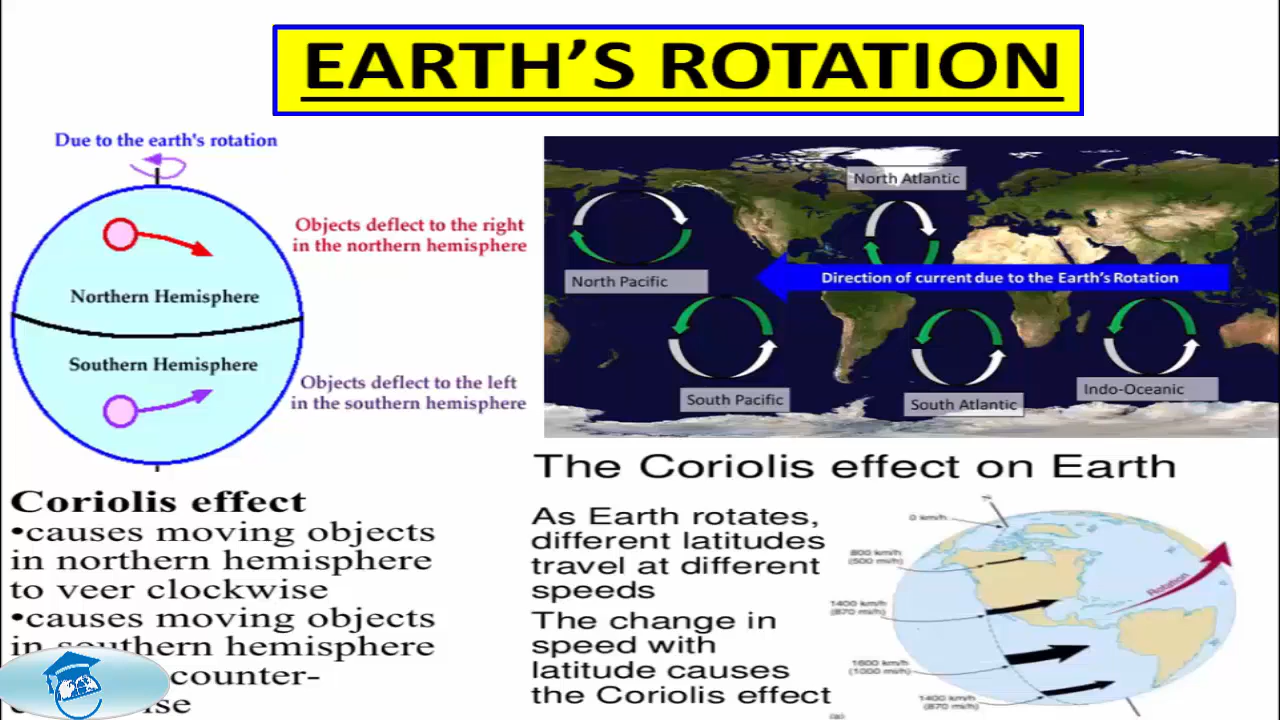 EARTH’S ROTATION
Due to the earth's rotation
Objects deflect to the right
in the northern hemisphere
Northern Hemisphere
Southern Hemisphere
Objects deflect to the left
in the southern hemisphere
North Atlantic
North Pacific
Direction of current due to the Earth's Rotation
South Pacific
South Atlantic
Indo-Oceanic
Coriolis effect
•causes moving objects
in northern hemisphere
to veer clockwise
•causes moving objects
in southern hemisphere
counter-
The Coriolis effect on Earth
As Earth rotates,
different latitudes
travel at different
speeds
The change in
speed with
latitude causes
the Coriolis effect
N
0 km/h
800 km/h
(500 mi/h)
1400 km/h
(870 mi/h)
1600 km/h
(1000 mi/h)
1400 km/h
(870 mi/h)
Rotation
(a)